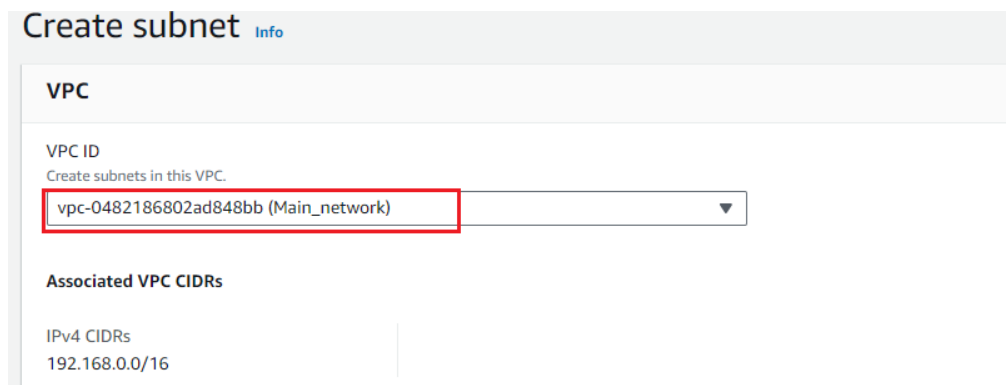 Create subnet Info
VPC
VPC ID
Create subnets in this VPC.
vpc-0482186802ad848bb (Main_network)
Associated VPC CIDRs
IPv4 CIDRs
192.168.0.0/16